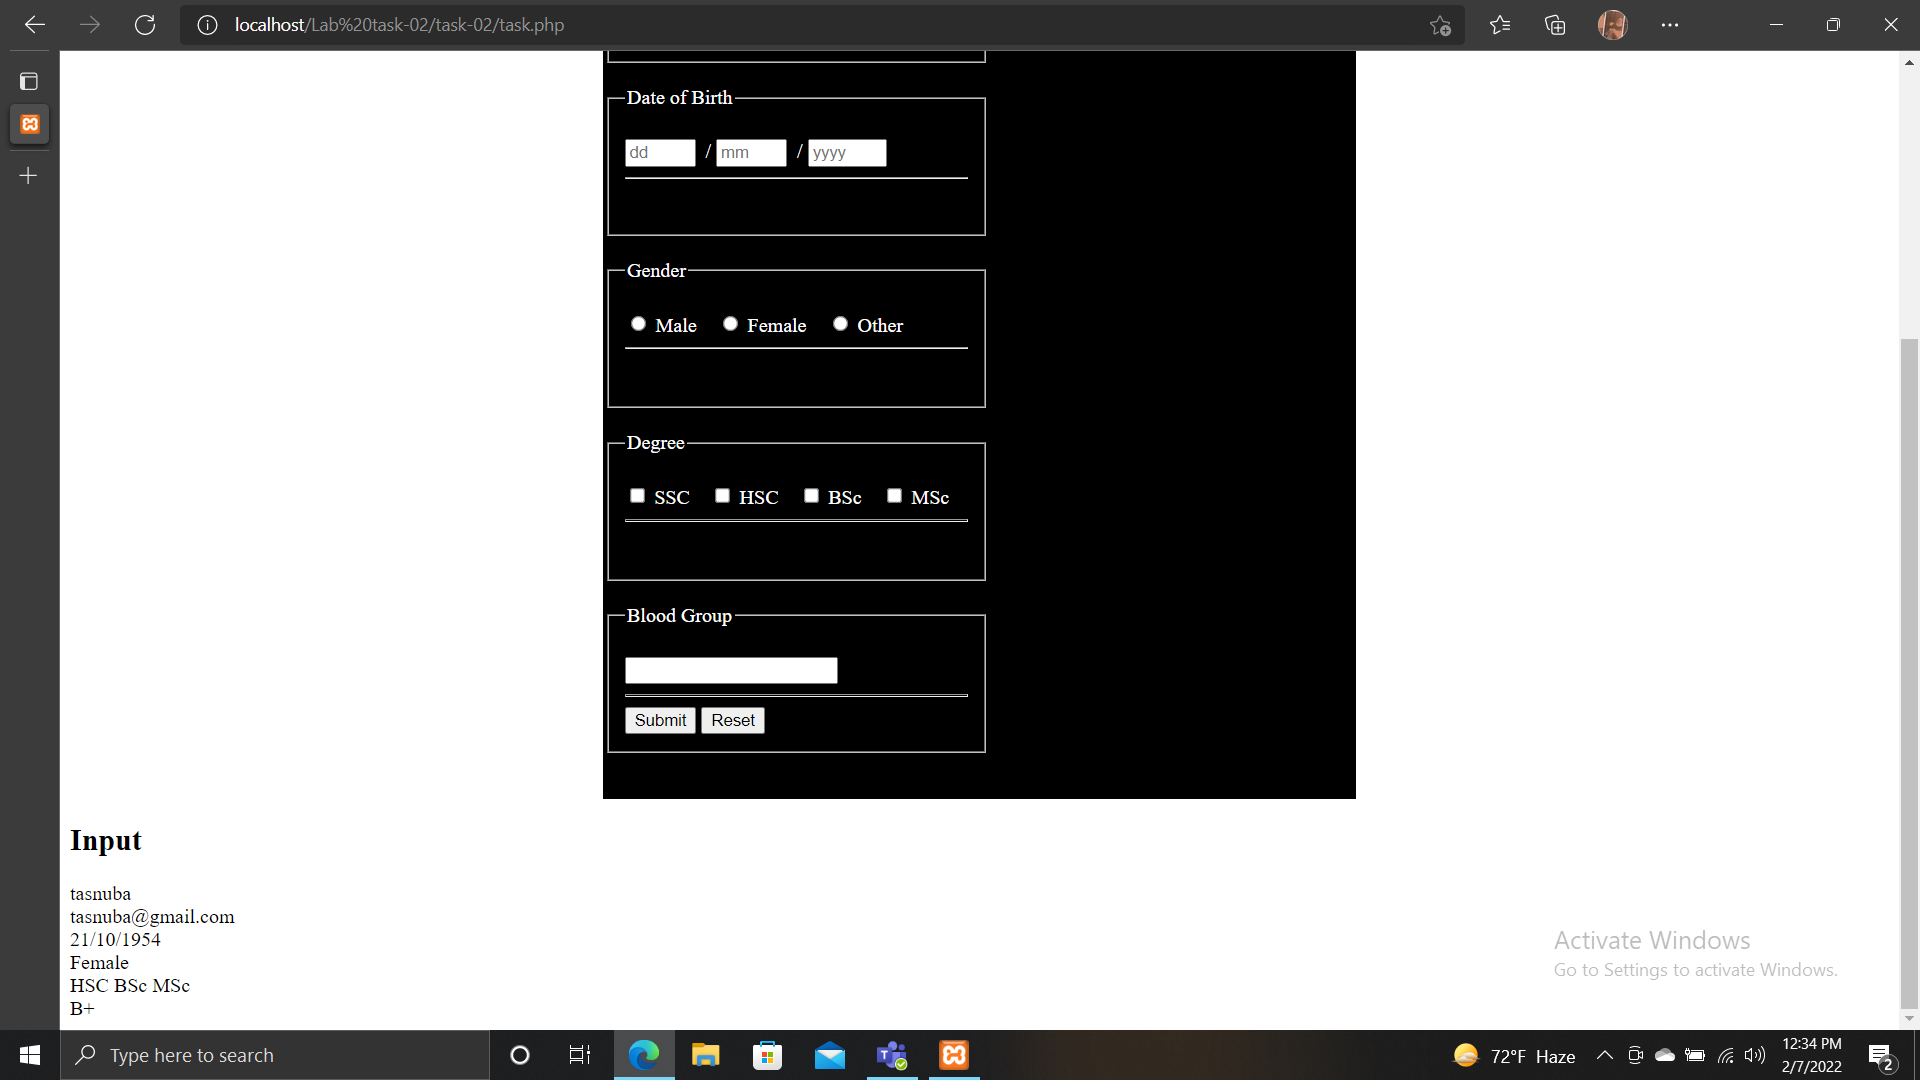 localhost/Lab%20task-02/task-02/task.php
Date of Birth
dd / mm / yyyy
Gender
Male Female Other
Degree
SSC HSC BSc MSc
Blood Group
Submit Reset
Input
tasnuba
tasnuba@gmail.com
21/10/1954
Female
HSC BSc MSc
B+
Activate Windows
Go to Settings to activate Windows.
Type here to search
72°F Haze
12:34 PM
2/7/2022
2